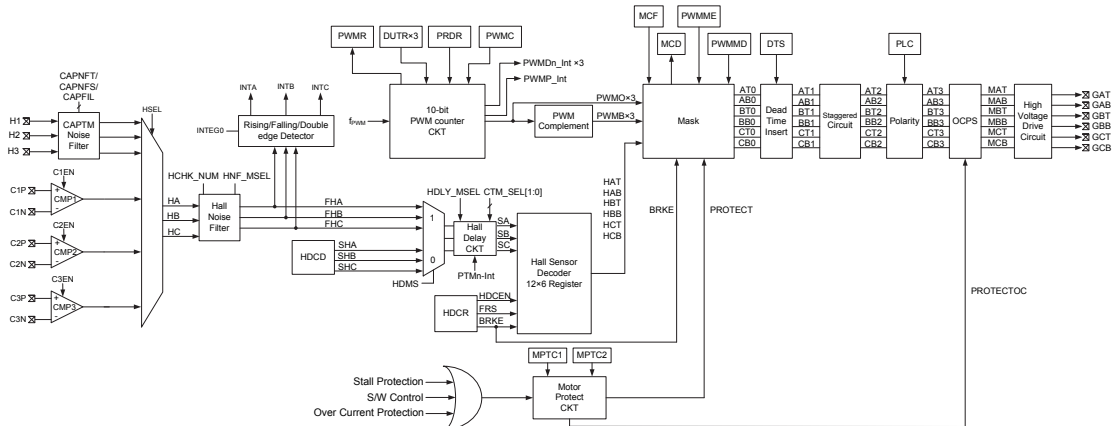 MCF
PWMME
PWMR
DUTR×3
PRDR
PWMC
MCD
PWMMD
DTS
PLC
PWMDn_Int ×3
PWMP_Int
CAPNFT/
CAPNFS/
CAPFIL
HSEL
INTA
INTB
INTC
H1
H2
H3
CAPTM
Noise
Filter
INTEG0
Rising/Falling/Double
edge Detector
fPWM
10-bit
PWM counter
CKT
PWMO×3
PWM
Complement
PWMB×3
Mask
AT0
AB0
BT0
BB0
CT0
CB0
Dead
Time
Insert
AT1
AB1
BT1
BB1
CT1
CB1
Staggered
Circuit
AT2
AB2
BT2
BB2
CT2
CB2
Polarity
AT3
AB3
BT3
BB3
CT3
CB3
OCPS
MAT
MAB
MBT
MBB
MCT
MCB
High
Voltage
Drive
Circuit
GAT
GAB
GBT
GBB
GCT
GCB
C1EN
C1P
C1N
+
-
CMP1
C2EN
C2P
C2N
+
-
CMP2
C3EN
C3P
C3N
+
-
CMP3
HA
HB
HC
HCHK_NUM
HNF_MSEL
Hall
Noise
Filter
FHA
FHB
FHC
HDCD
SHA
SHB
SHC
1
0
HDMS
HDLY_MSEL
CTM_SEL[1:0]
Hall
Delay
CKT
PTMn-Int
SA
SB
SC
Hall Sensor
Decoder
12×6 Register
HDCR
HDCEN
FRS
BRKE
HAT
HAB
HBT
HBB
HCT
HCB
BRKE
PROTECT
PROTECTOC
MPTC1
MPTC2
Stall Protection
S/W Control
Over Current Protection
Motor
Protect
CKT